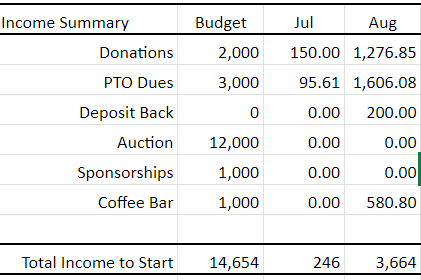 Income Summary Budget Jul Aug
Donations 2,000 150.00 1,276.85
PTO Dues 3,000 95.61 1,606.08
Deposit Back 0 0.00 200.00
Auction 12,000 0.00 0.00
Sponsorships 1,000 0.00 0.00
Coffee Bar 1,000 0.00 580.80
Total Income to Start 14,654 246 3,664